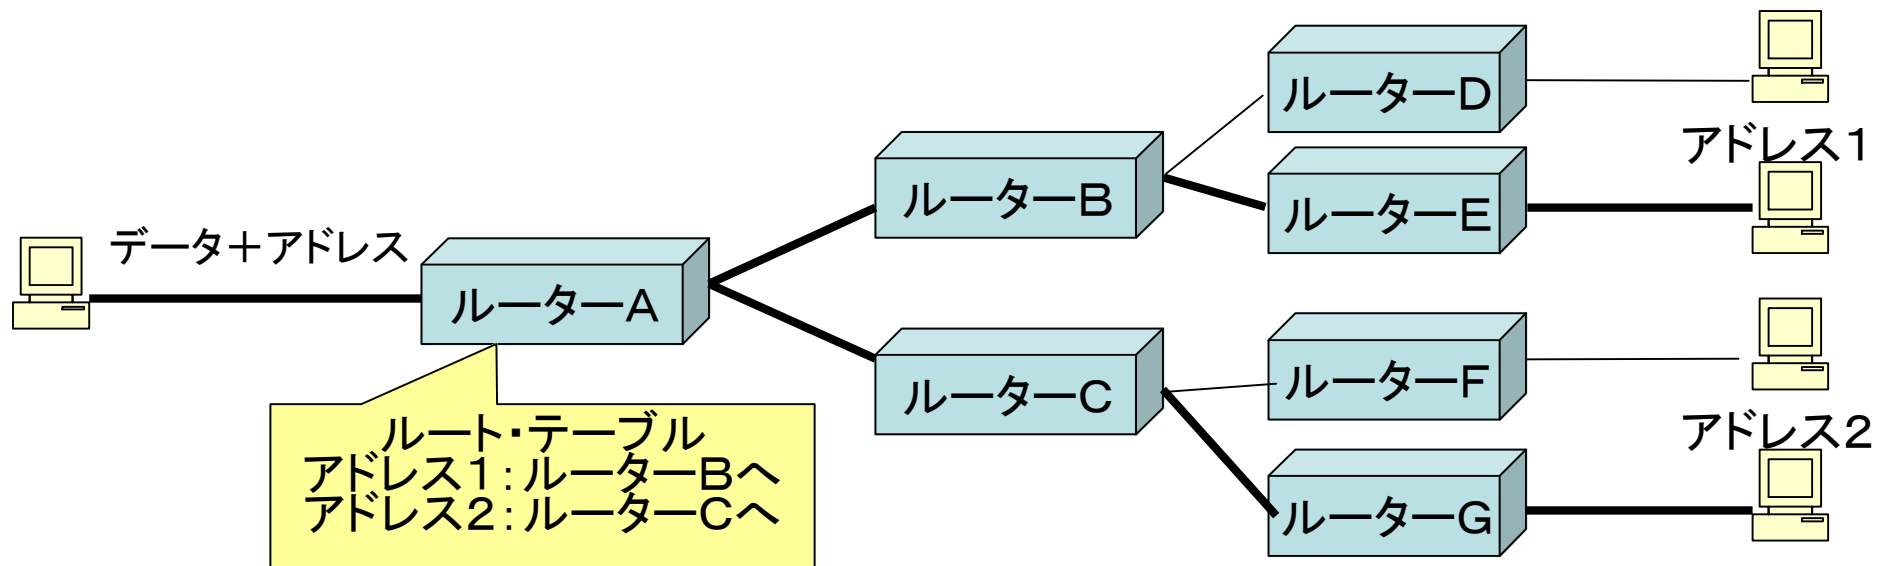 データ＋アドレス
ルーターA
ルート・テーブル
アドレス1：ルーターBへ
アドレス2：ルーターCへ
ルーターB
ルーターC
ルーターD
ルーターE
ルーターF
ルーターG
アドレス1
アドレス2